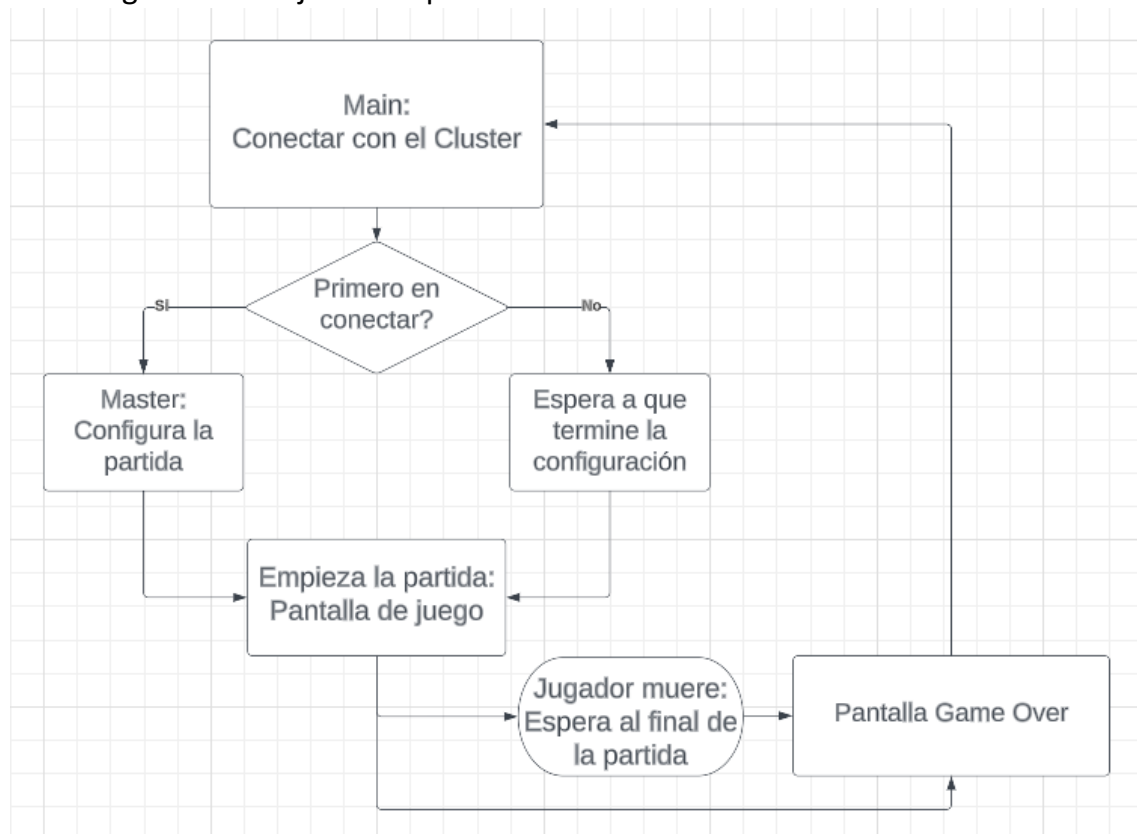 Main:
Conectar con el Cluster
Primero en
conectar?
Si
No
Master:
Configura la
partida
Espera a que
termine la
configuración
Empieza la partida:
Pantalla de juego
Jugador muere:
Espera al final de
la partida
Pantalla Game Over